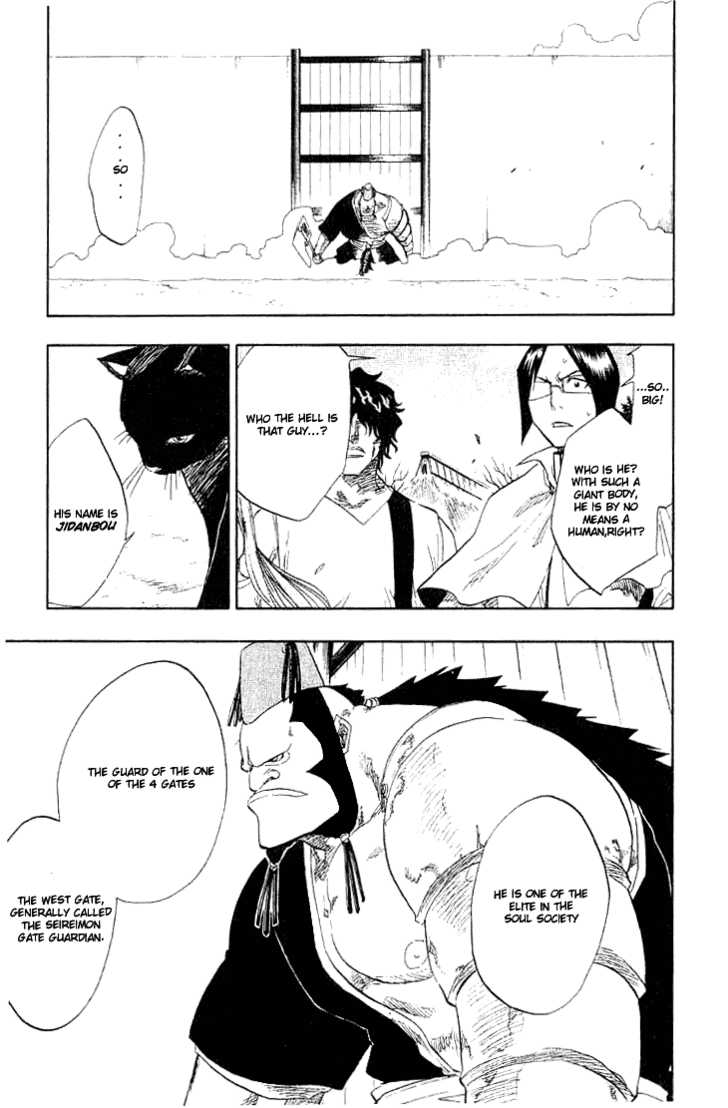 SO
...SO..
BIG!
WHO IS HE?
WITH SUCH A
GIANT BODY,
HE IS BY NO
MEANS A
HUMAN,RIGHT?
WHO THE HELL IS
THAT GUY...?
HIS NAME IS
JIDANBOU
HE IS ONE OF THE
ELITE IN THE
SOUL SOCIETY
THE GUARD OF THE ONE
OF THE 4 GATES
THE WEST GATE,
GENERALLY CALLED
THE SEIREIMON
GATE GUARDIAN.